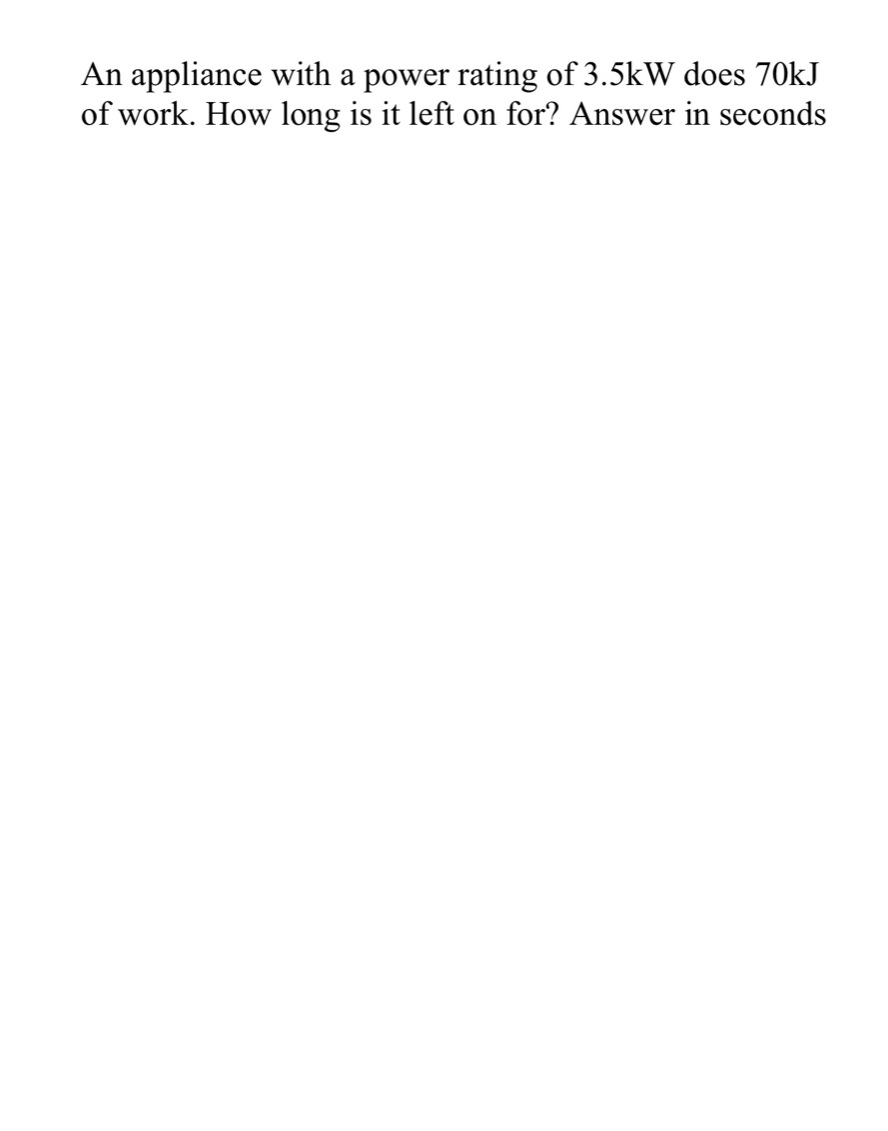 An appliance with a power rating of 3.5kW does 70kJ
of work. How long is it left on for? Answer in seconds